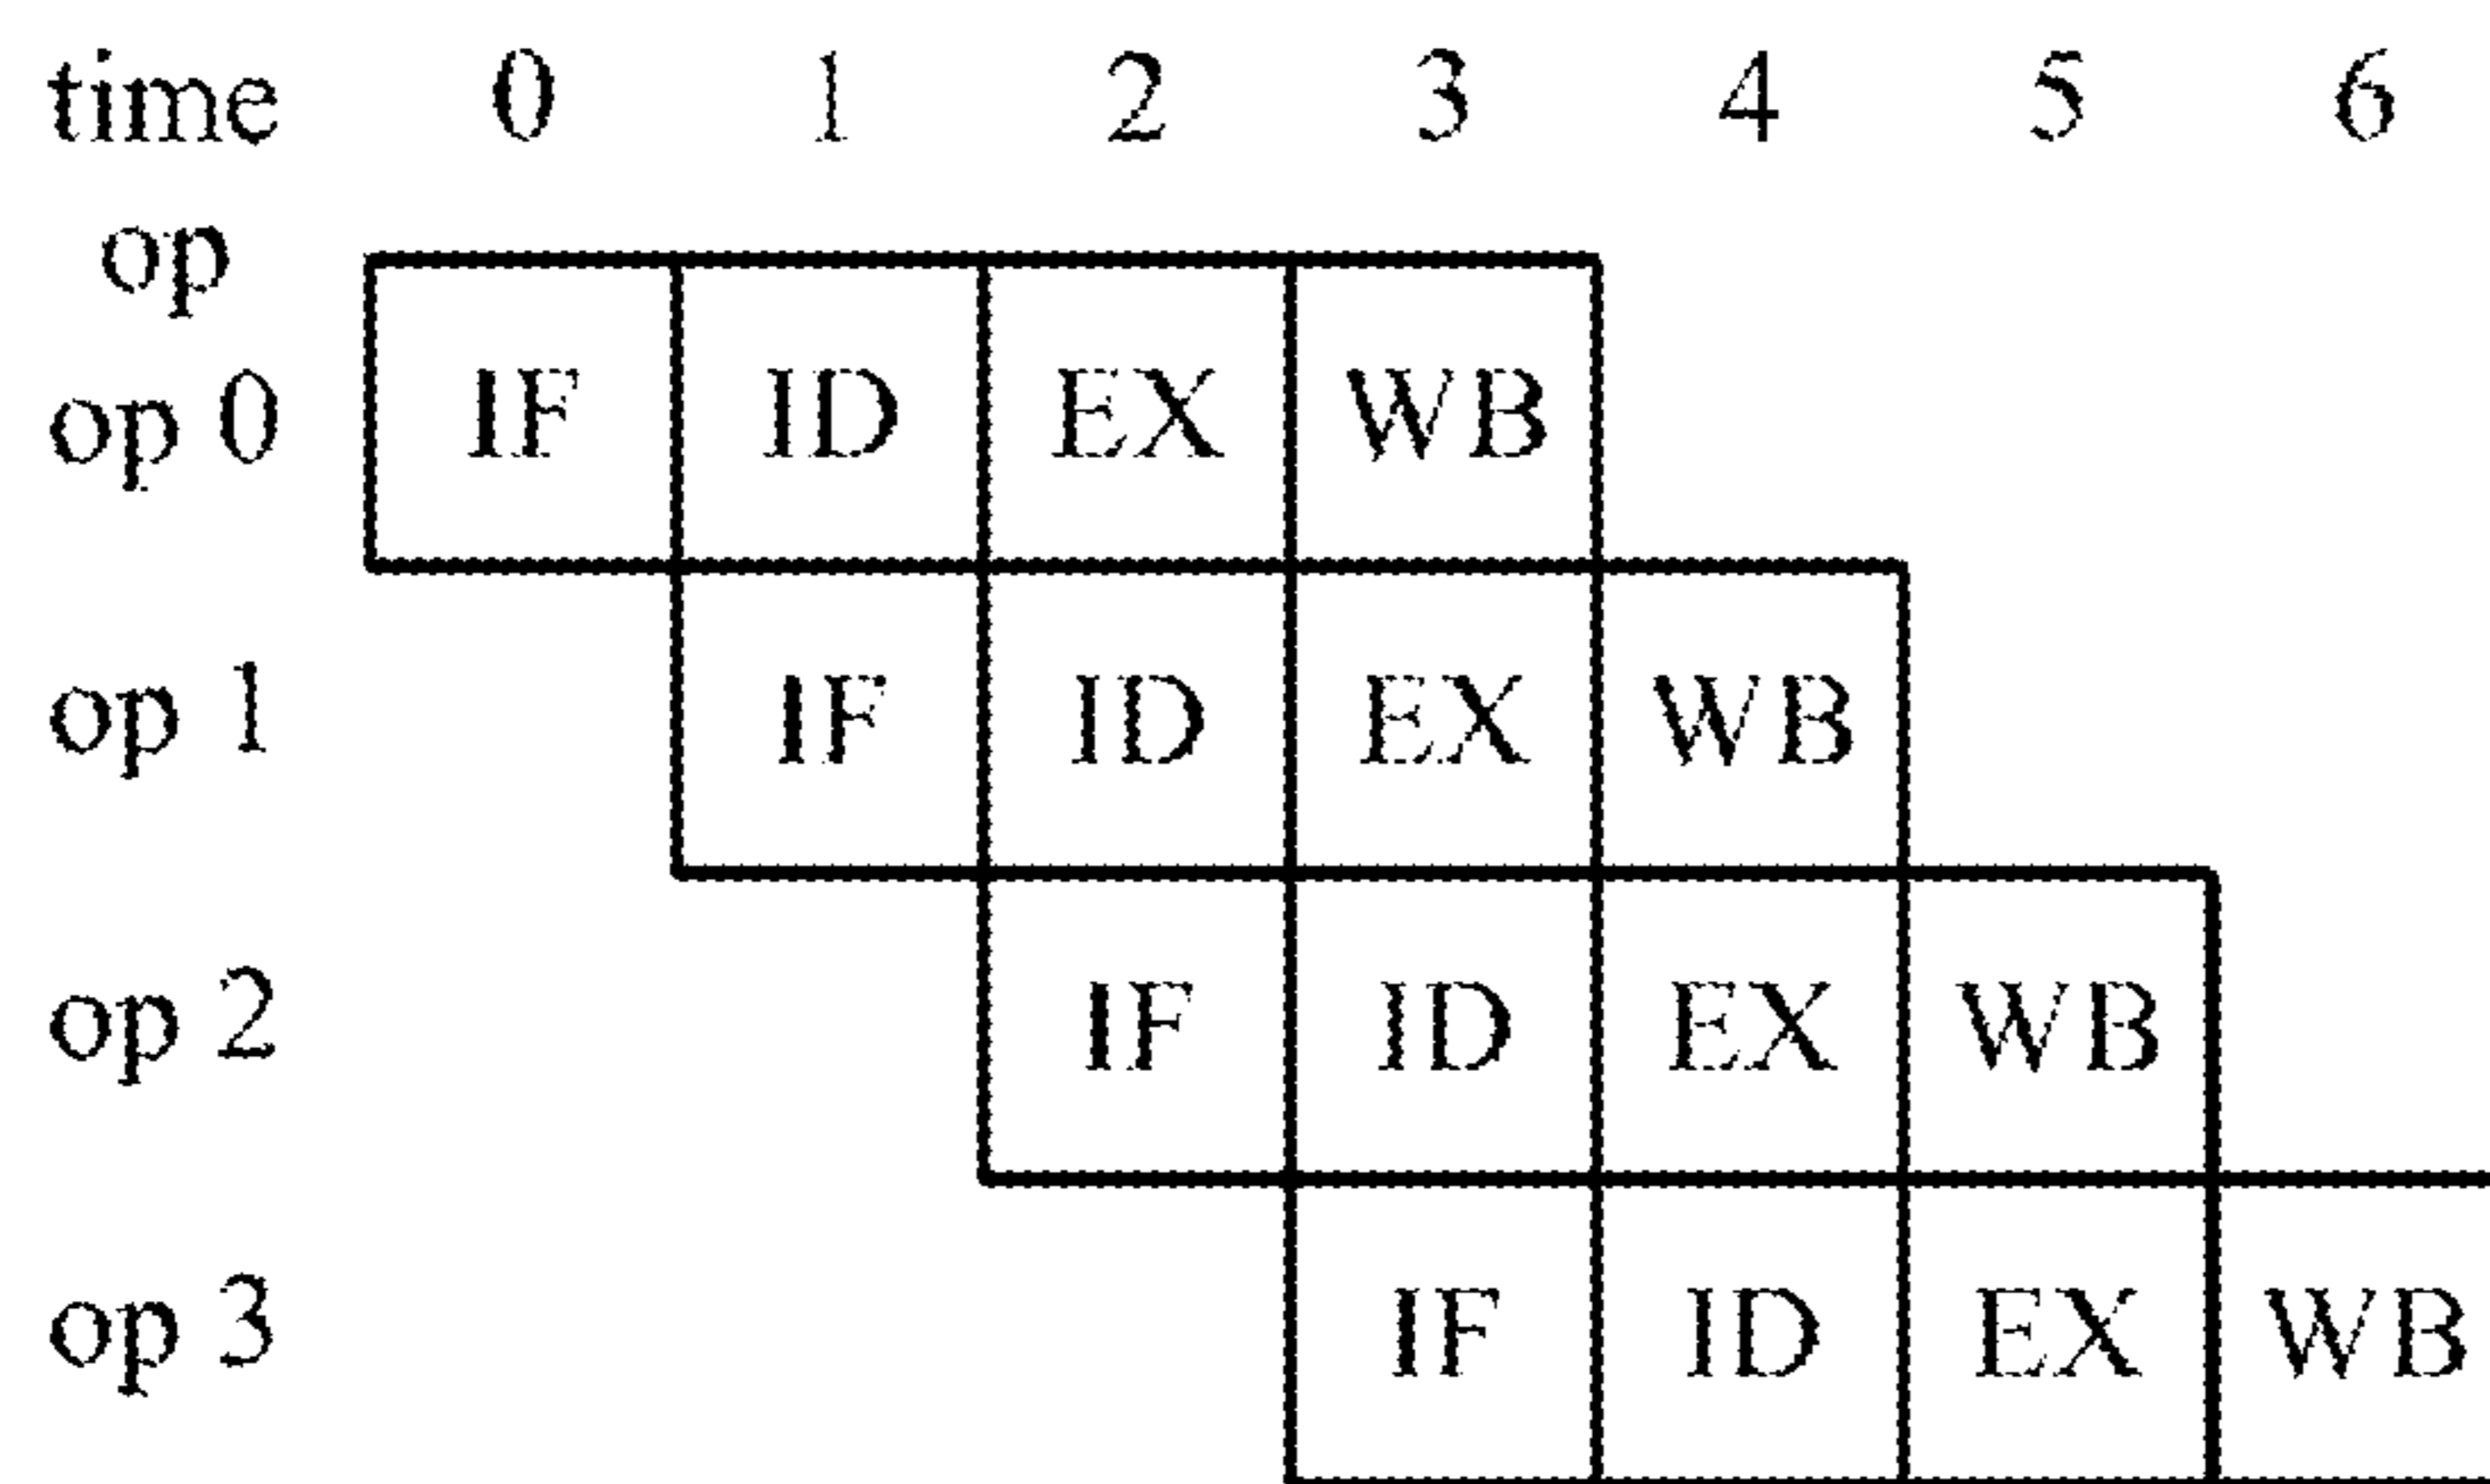 time 0 1 2 3 4 5 6
op
op 0 IF ID EX WB
op 1 IF ID EX WB
op 2 IF ID EX WB
op 3 IF ID EX WB